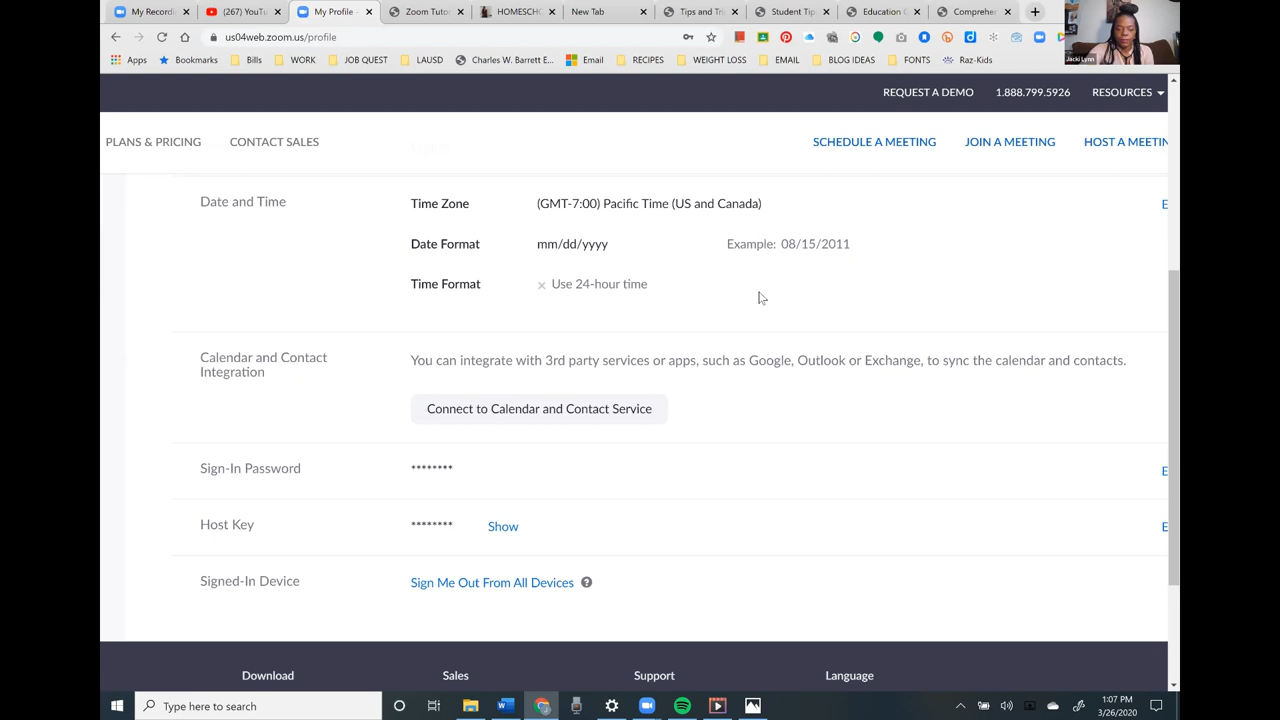 My Recordi
(267) YouTu
My Profile -
Zoom Tutor
HOMESCHO
New Tab
Tips and Tri
Student Tip
Education C
Comprehe
us04web.zoom.us/profile
Jacki Lynn
Apps
Bookmarks
Bills
WORK
JOB QUEST
LAUSD
Charles W. Barrett E...
Email
RECIPES
WEIGHT LOSS
EMAIL
BLOG IDEAS
FONTS
Raz-Kids
REQUEST A DEMO
1.888.799.5926
RESOURCES
PLANS & PRICING
CONTACT SALES
SCHEDULE A MEETING
JOIN A MEETING
HOST A MEETIN
Date and Time
Time Zone
(GMT-7:00) Pacific Time (US and Canada)
E
Date Format
mm/dd/yyyy
Example: 08/15/2011
Time Format
× Use 24-hour time
Calendar and Contact
Integration
You can integrate with 3rd party services or apps, such as Google, Outlook or Exchange, to sync the calendar and contacts.
Connect to Calendar and Contact Service
Sign-In Password
********
E
Host Key
********
Show
E
Signed-In Device
Sign Me Out From All Devices
Download
Sales
Support
Language
Type here to search
1:07 PM
3/26/2020